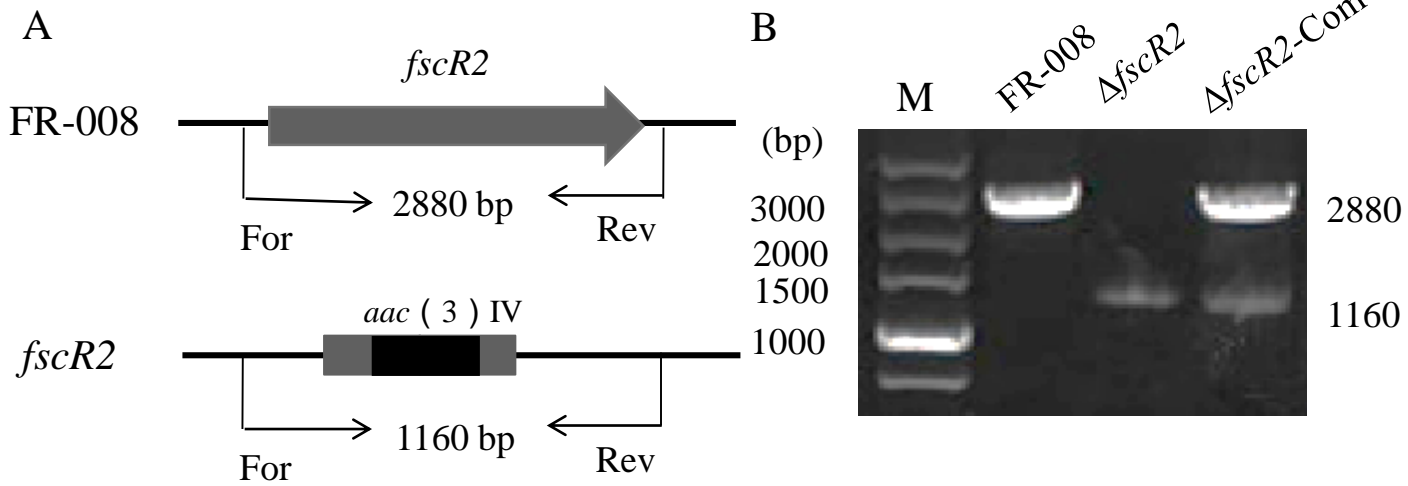 A
fscR2
FR-008
2880 bp
For
Rev
aac ( 3 ) IV
fscR2
1160 bp
For
Rev
B
M
FR-008
ΔfscR2
ΔfscR2-Com
(bp)
3000
2000
1500
1000
2880
1160